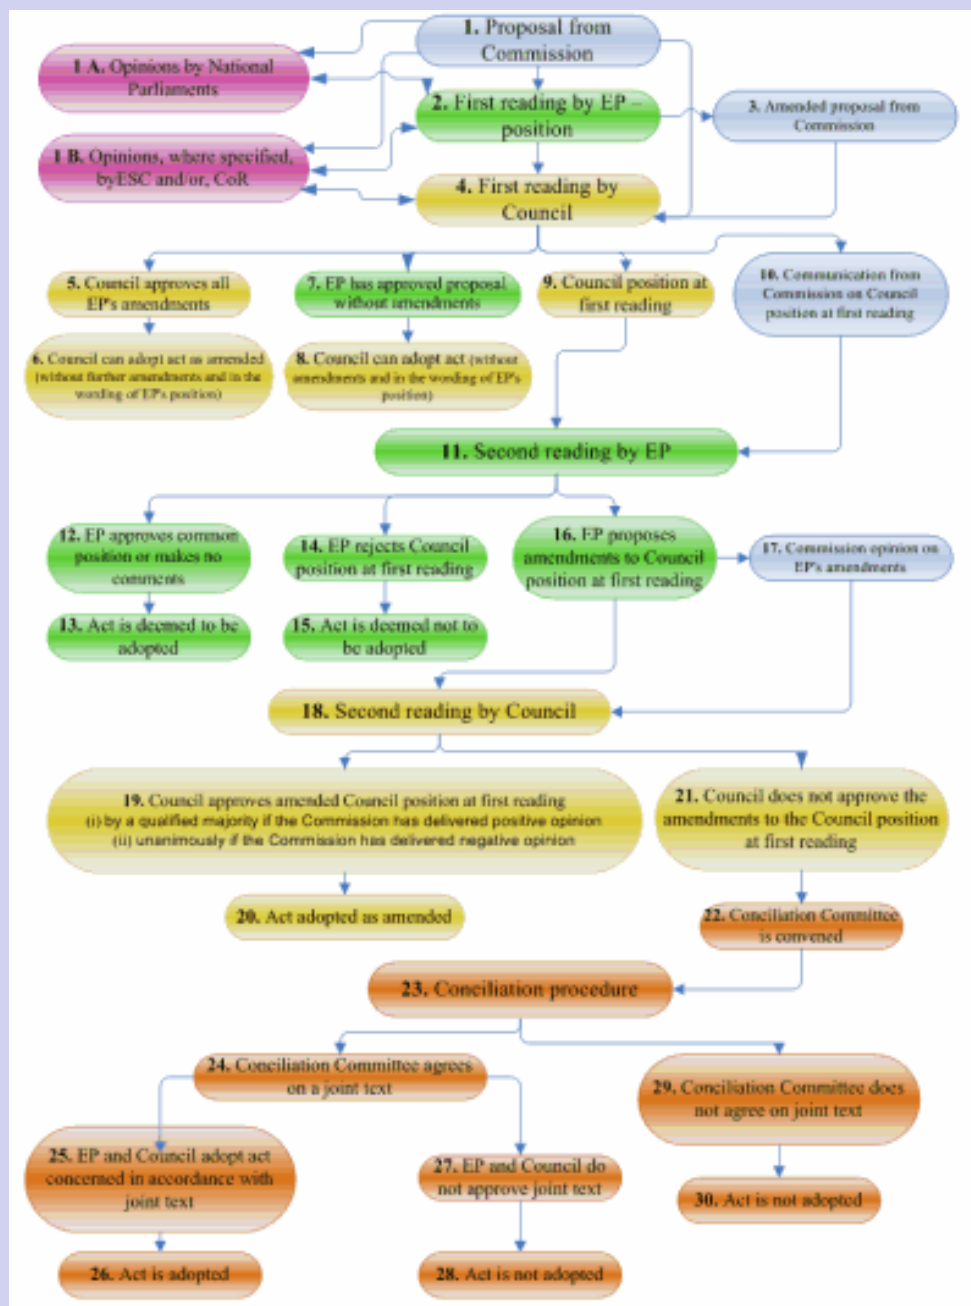 1. Proposal from
Commission
1 A. Opinions by National
Parliaments
2. First reading by EP –
position
3. Amended proposal from
Commission
1 B. Opinions, where specified,
byESC and/or, CoR
4. First reading by
Council
5. Council approves all
EP's amendments
7. EP has approved proposal
without amendments
9. Council position at
first reading
10. Communication from
Commission on Council
position at first reading
6. Council can adopt act as amended
(without further amendments and in the
wording of EP's position)
8. Council can adopt act (without
amendments and in the wording of EP's
position)
11. Second reading by EP
12. EP approves common
position or makes no
comments
14. EP rejects Council
position at first reading
16. EP proposes
amendments to Council
position at first reading
17. Commission opinion on
EP's amendments
13. Act is deemed to be
adopted
15. Act is deemed not to
be adopted
18. Second reading by Council
19. Council approves amended Council position at first reading
(i) by a qualified majority if the Commission has delivered positive opinion
(ii) unanimously if the Commission has delivered negative opinion
21. Council does not approve the
amendments to the Council position
at first reading
20. Act adopted as amended
22. Conciliation Committee
is convened
23. Conciliation procedure
24. Conciliation Committee agrees
on a joint text
29. Conciliation Committee does
not agree on joint text
25. EP and Council adopt act
concerned in accordance with
joint text
27. EP and Council do
not approve joint text
30. Act is not adopted
26. Act is adopted
28. Act is not adopted